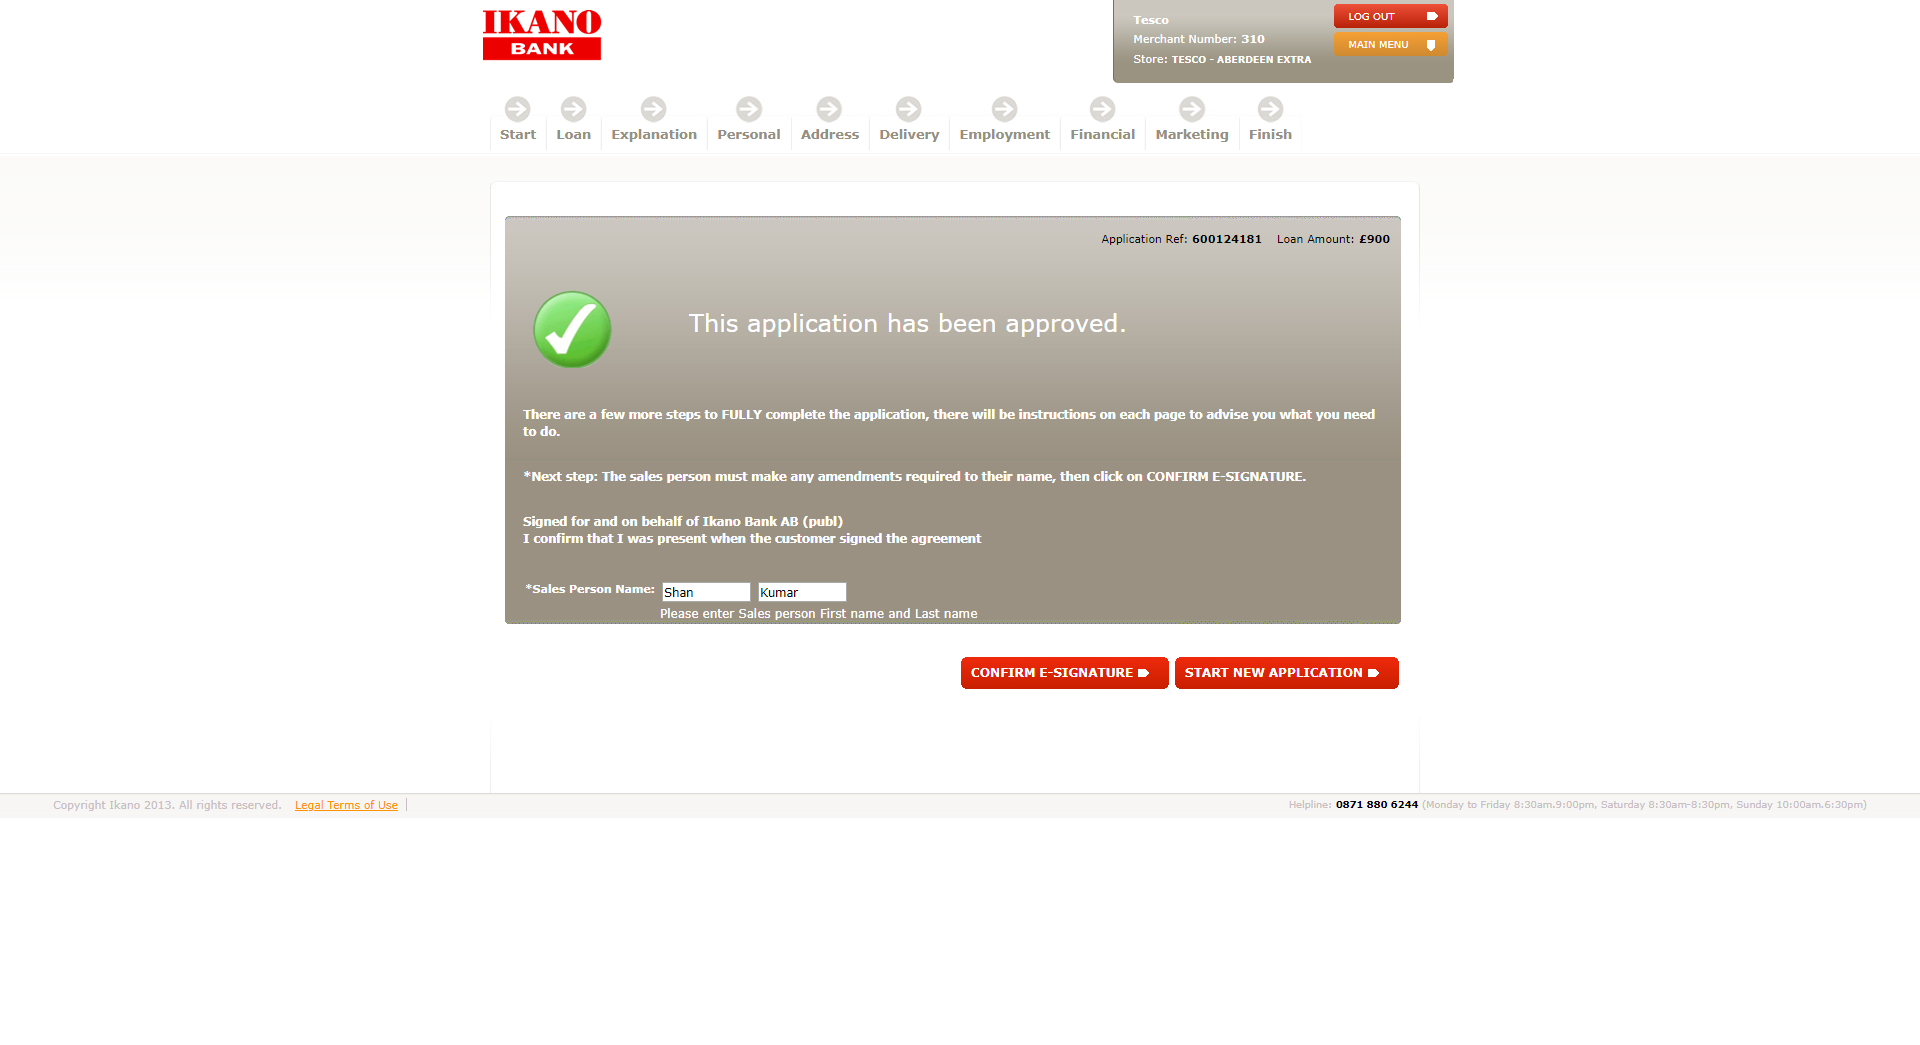 IKANO
BANK
Tesco
Merchant Number: 310
Store: TESCO - ABERDEEN EXTRA
LOG OUT
MAIN MENU
Start
Loan
Explanation
Personal
Address
Delivery
Employment
Financial
Marketing
Finish
Application Ref: 600124181 Loan Amount: £900
This application has been approved.
There are a few more steps to FULLY complete the application, there will be instructions on each page to advise you what you need
to do.
*Next step: The sales person must make any amendments required to their name, then click on CONFIRM E-SIGNATURE.
Signed for and on behalf of Ikano Bank AB (publ)
I confirm that I was present when the customer signed the agreement
*Sales Person Name: Shan Kumar
Please enter Sales person First name and Last name
CONFIRM E-SIGNATURE
START NEW APPLICATION
Copyright Ikano 2013. All rights reserved. Legal Terms of Use
Helpline: 0871 880 6244 (Monday to Friday 8:30am.9:00pm, Saturday 8:30am-8:30pm, Sunday 10:00am.6:30pm)